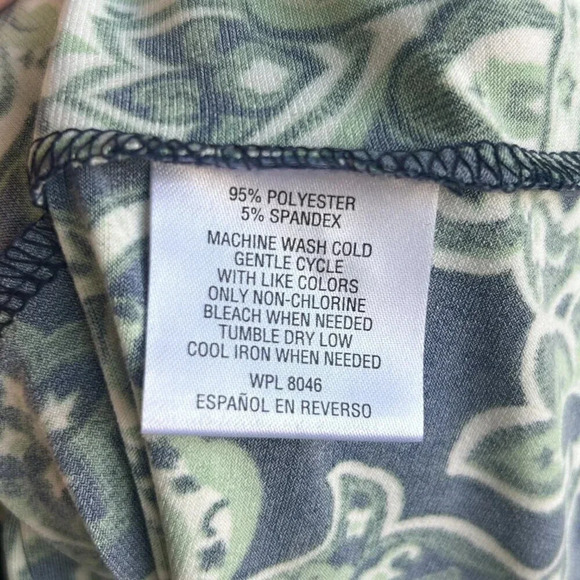 95% POLYESTER
5% SPANDEX
MACHINE WASH COLD
GENTLE CYCLE
WITH LIKE COLORS
ONLY NON-CHLORINE
BLEACH WHEN NEEDED
TUMBLE DRY LOW
COOL IRON WHEN NEEDED
WPL 8046
ESPAÑOL EN REVERSO